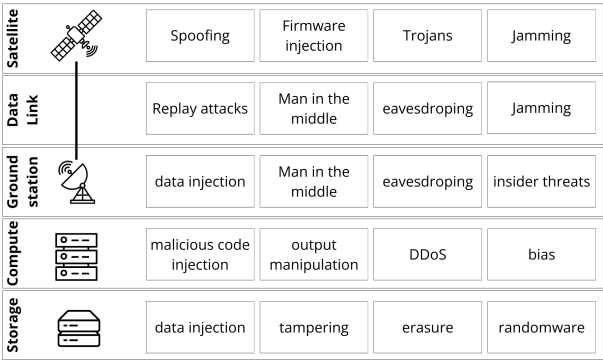 Satellite
Spoofing
Firmware
injection
Trojans
Jamming
Data
Link
Replay attacks
Man in the
middle
eavesdroping
Jamming
Ground
station
data injection
Man in the
middle
eavesdroping
insider threats
Compute
malicious code
injection
output
manipulation
DDoS
bias
Storage
data injection
tampering
erasure
randomware